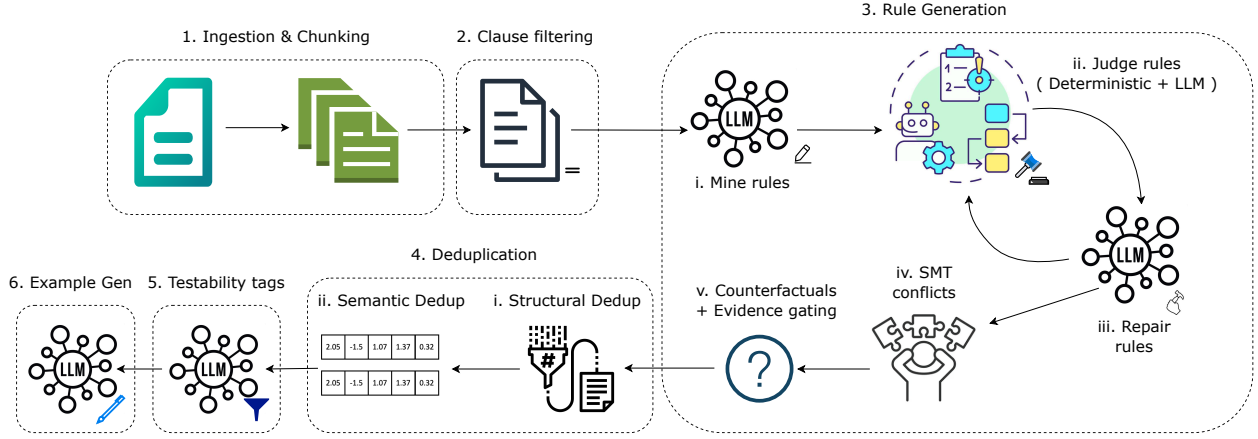 3. Rule Generation
1. Ingestion & Chunking
2. Clause filtering
LLM
i. Mine rules
1
2
ii. Judge rules
( Deterministic + LLM )
=
LLM
iii. Repair
rules
iv. SMT
conflicts
v. Counterfactuals
+ Evidence gating
?
4. Deduplication
i. Structural Dedup
#
ii. Semantic Dedup
2.05 -1.5 1.07 1.37 0.32
2.05 -1.5 1.07 1.37 0.32
5. Testability tags
LLM
6. Example Gen
LLM